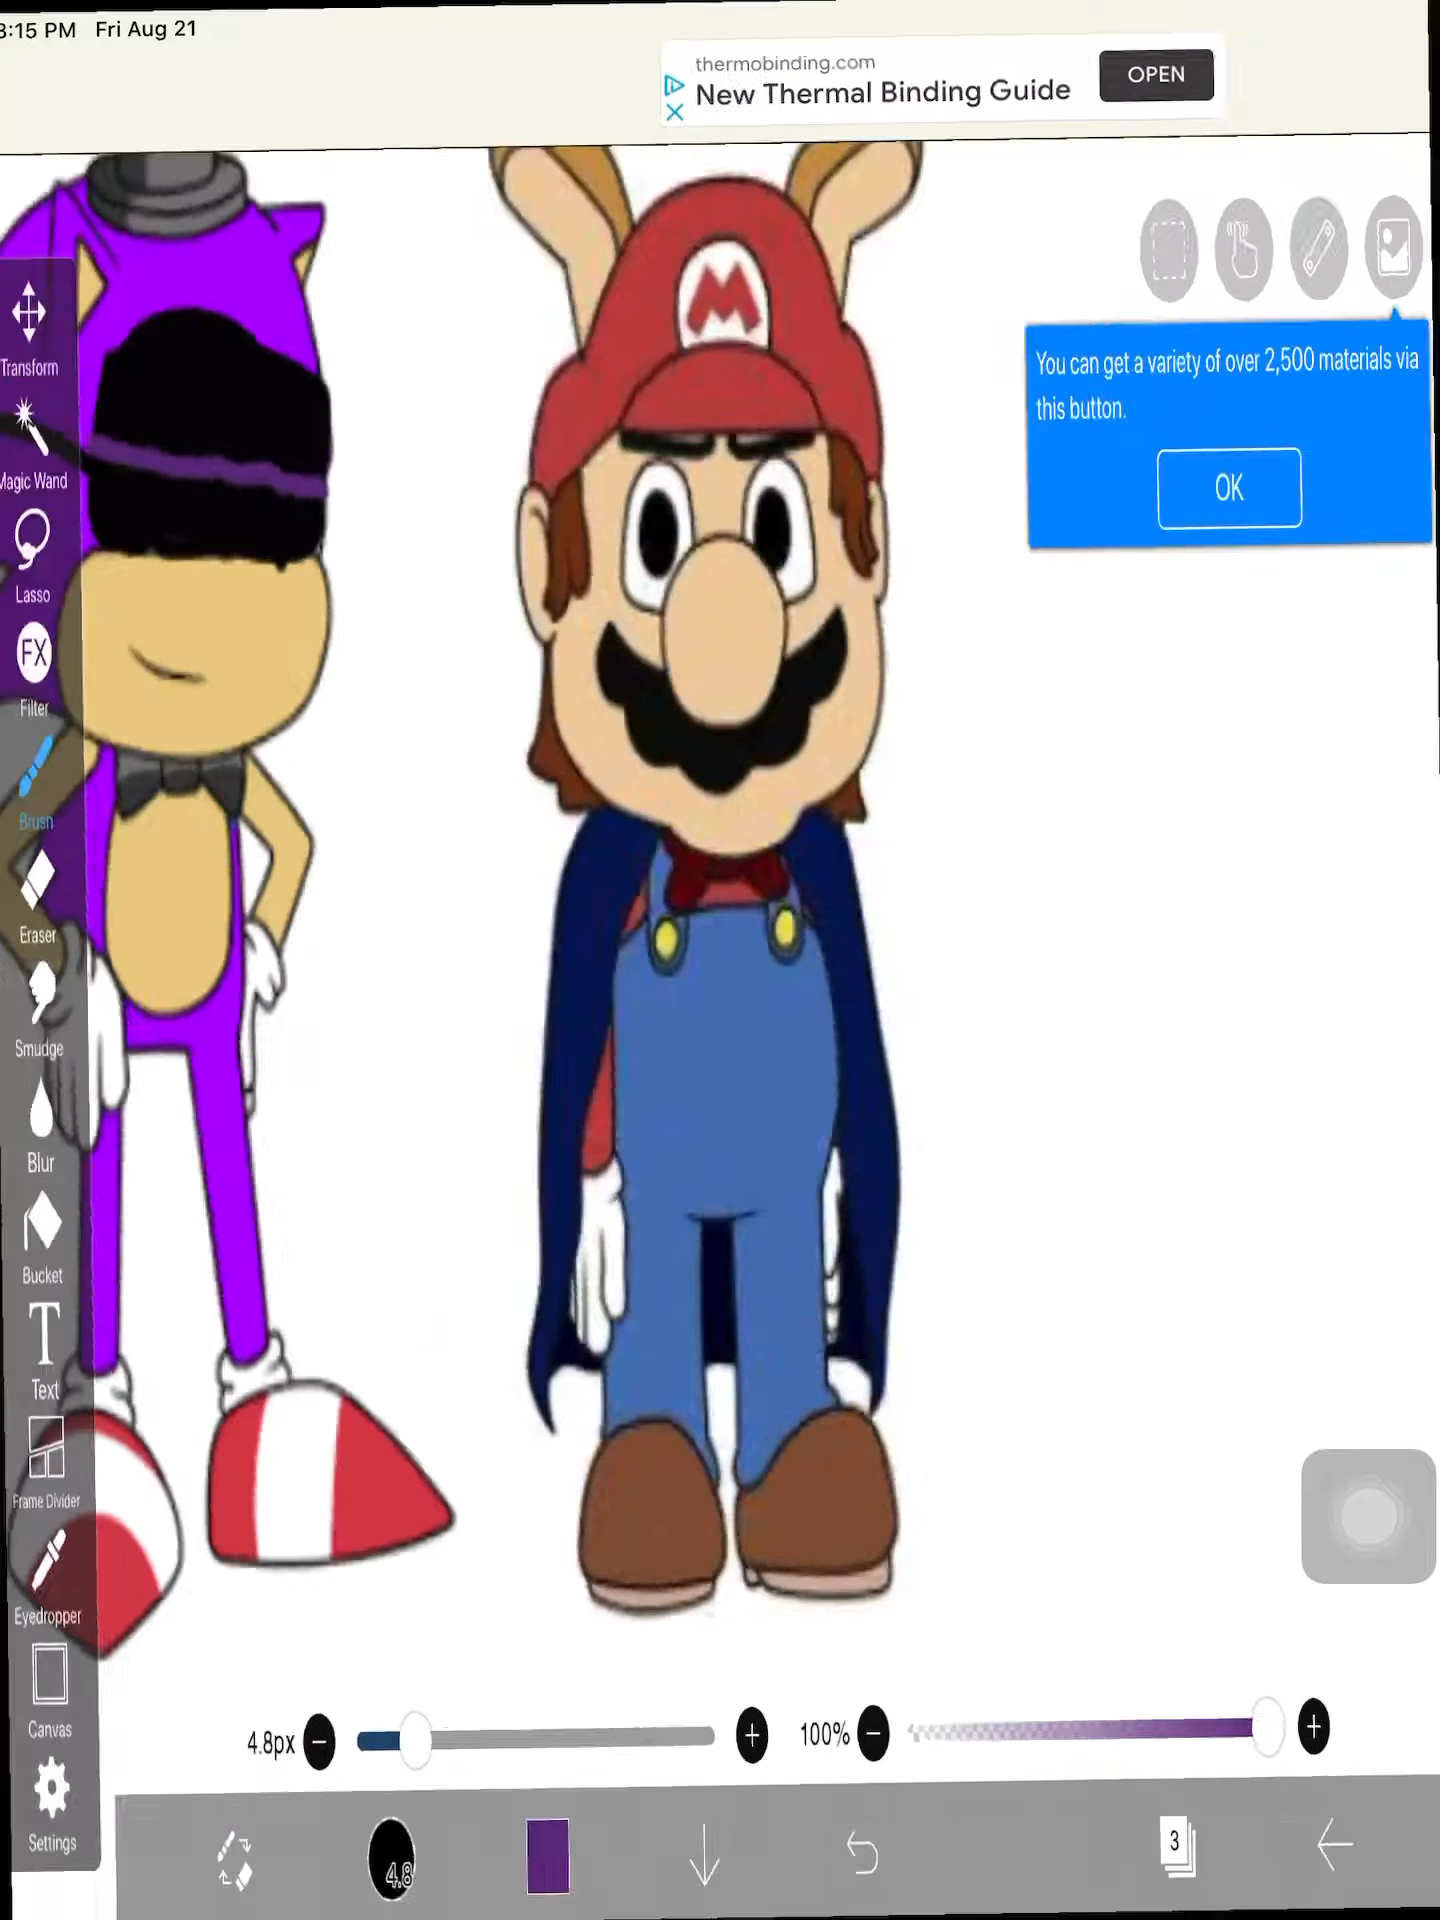 3:15 PM Fri Aug 21
thermobinding.com
New Thermal Binding Guide
OPEN
M
You can get a variety of over 2,500 materials via
this button.
OK
Transform
Magic Wand
Lasso
FX
Filter
Brush
Eraser
Smudge
Blur
Bucket
T
Text
Frame Divider
Eyedropper
Canvas
Settings
4.8px
100%
4.8
3